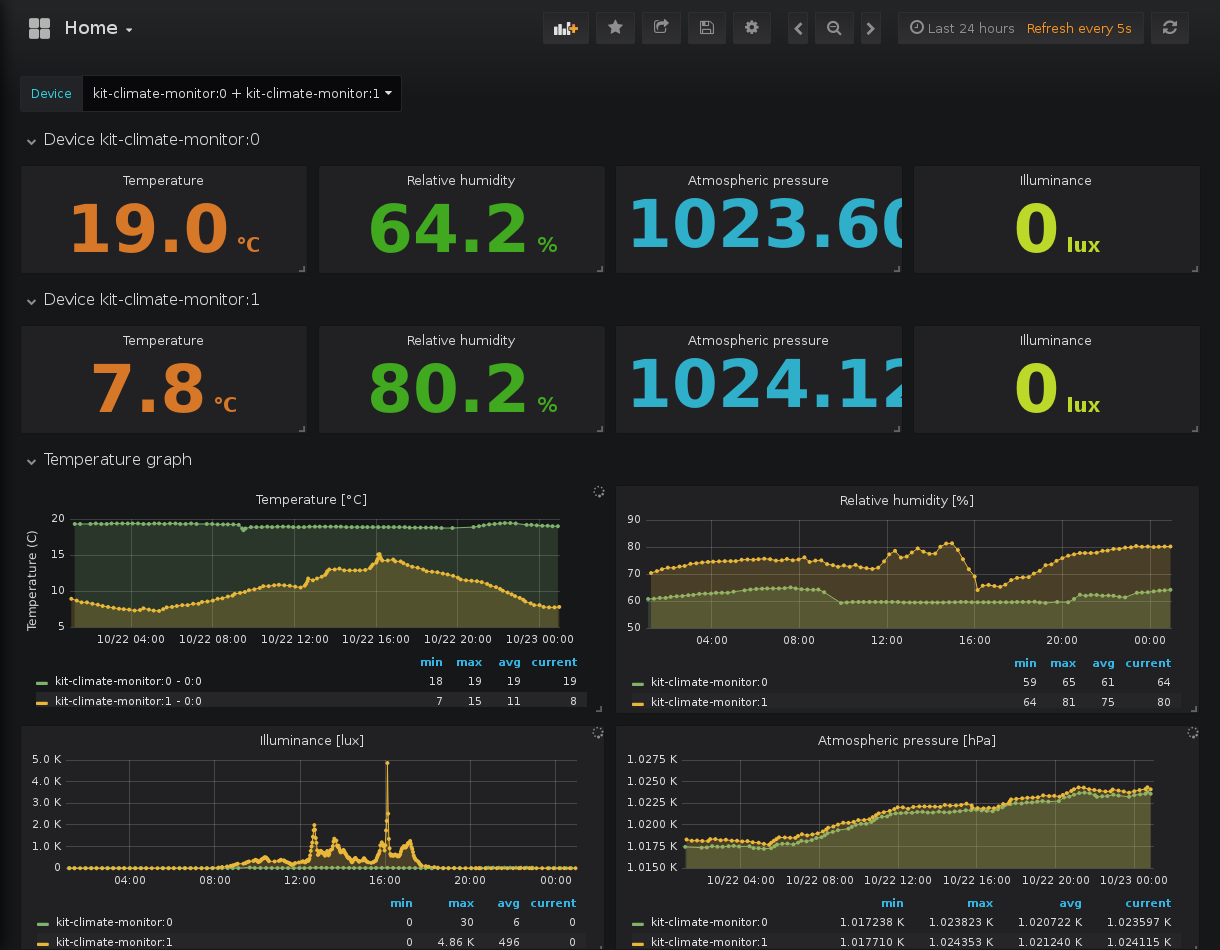 Home
Last 24 hours Refresh every 5s
Device kit-climate-monitor:0 + kit-climate-monitor:1
Device kit-climate-monitor:0
Temperature Relative humidity Atmospheric pressure Illuminance
19.0 °C 64.2 % 1023.60 0 lux
Device kit-climate-monitor:1
Temperature Relative humidity Atmospheric pressure Illuminance
7.8 °C 80.2 % 1024.12 0 lux
Temperature graph
Temperature [°C]
Temperature (C)
20
15
10
5
10/22 04:00 10/22 08:00 10/22 12:00 10/22 16:00 10/22 20:00 10/23 00:00
min max avg current
kit-climate-monitor:0 - 0:0 18 19 19 19
kit-climate-monitor:1 - 0:0 7 15 11 8
Relative humidity [%]
90
80
70
60
50
04:00 08:00 12:00 16:00 20:00 00:00
min max avg current
kit-climate-monitor:0 59 65 61 64
kit-climate-monitor:1 64 81 75 80
Illuminance [lux]
5.0 K
4.0 K
3.0 K
2.0 K
1.0 K
0
04:00 08:00 12:00 16:00 20:00 00:00
min max avg current
kit-climate-monitor:0 0 30 6 0
kit-climate-monitor:1 0 4.86 K 496 0
Atmospheric pressure [hPa]
1.0275 K
1.0250 K
1.0225 K
1.0200 K
1.0175 K
1.0150 K
10/22 04:00 10/22 08:00 10/22 12:00 10/22 16:00 10/22 20:00 10/23 00:00
min max avg current
kit-climate-monitor:0 1.017238 K 1.023823 K 1.020722 K 1.023597 K
kit-climate-monitor:1 1.017710 K 1.024353 K 1.021240 K 1.024115 K